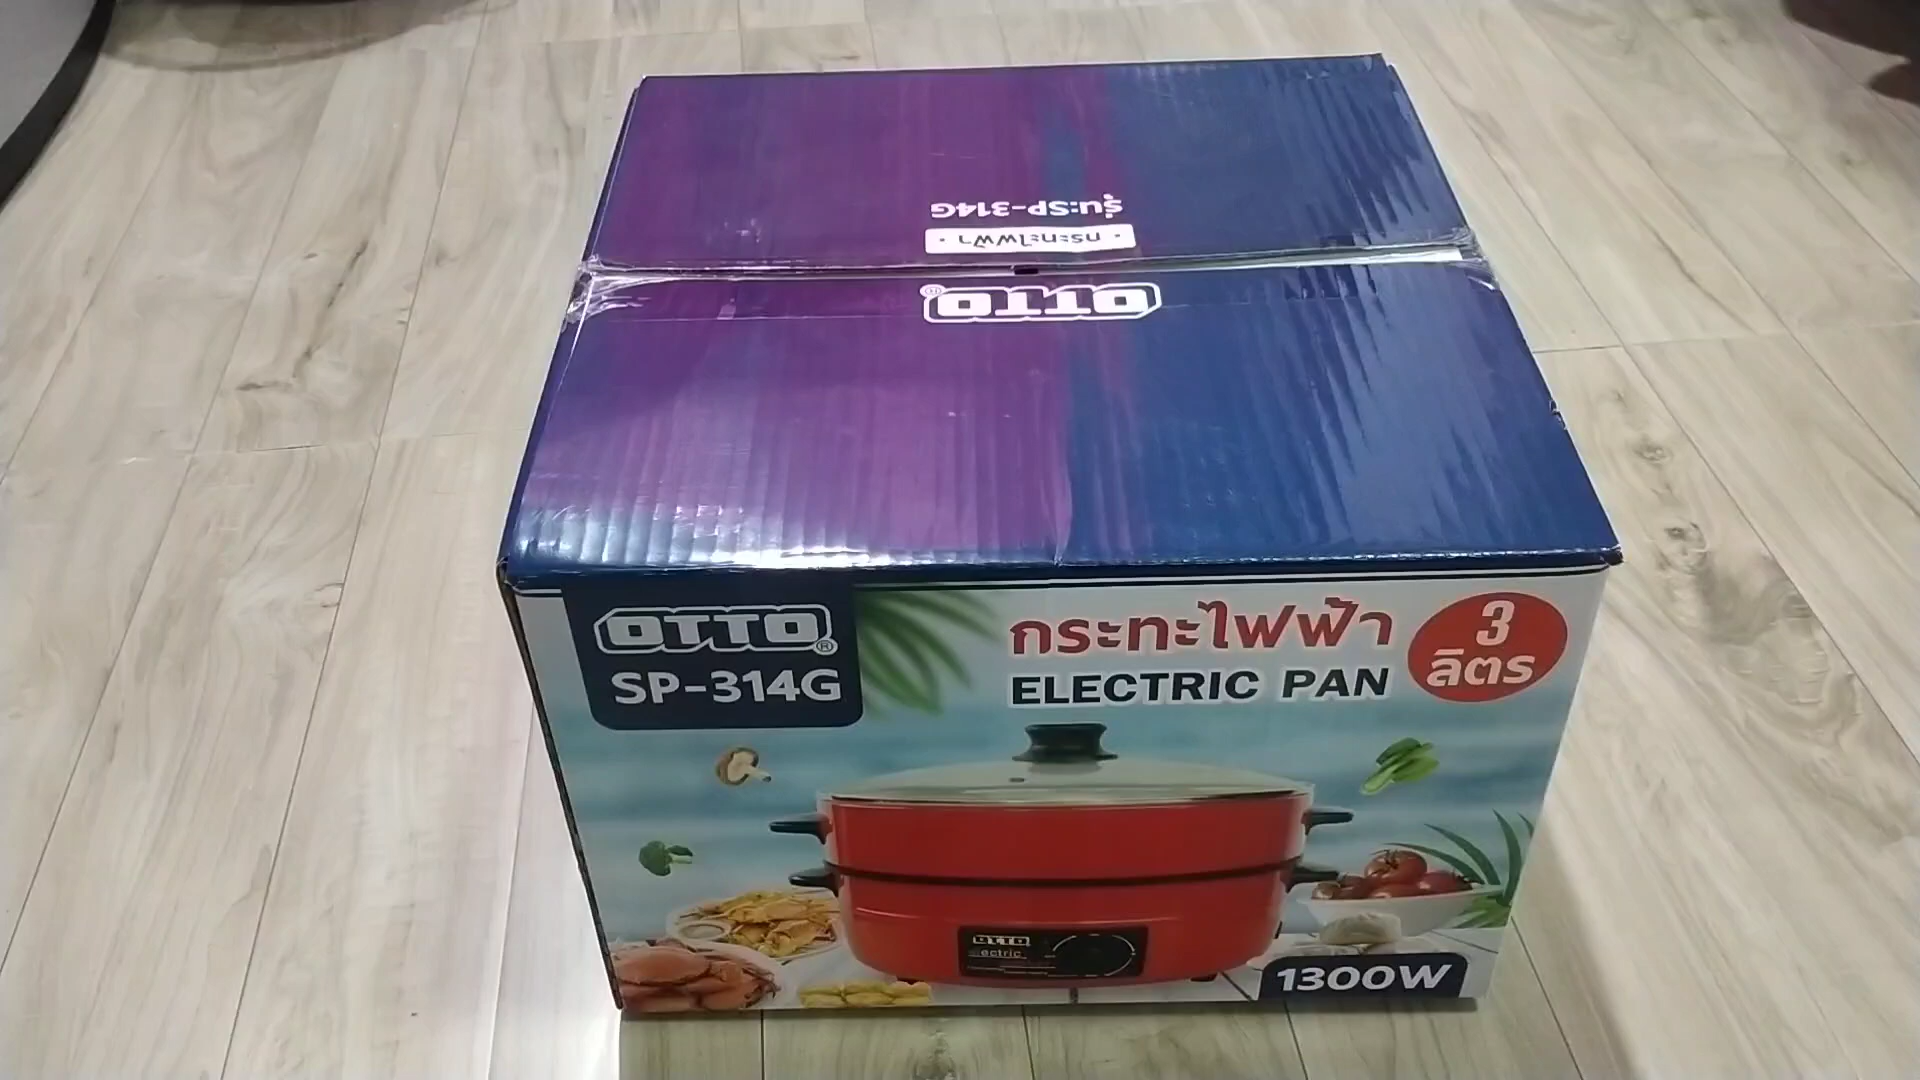 รุ่น:SP-314G
• กระทะไฟฟ้า •
OTTO®
OTTO®
SP-314G
กระทะไฟฟ้า
ELECTRIC PAN
3
ลิตร
OTTO
electric
1300W